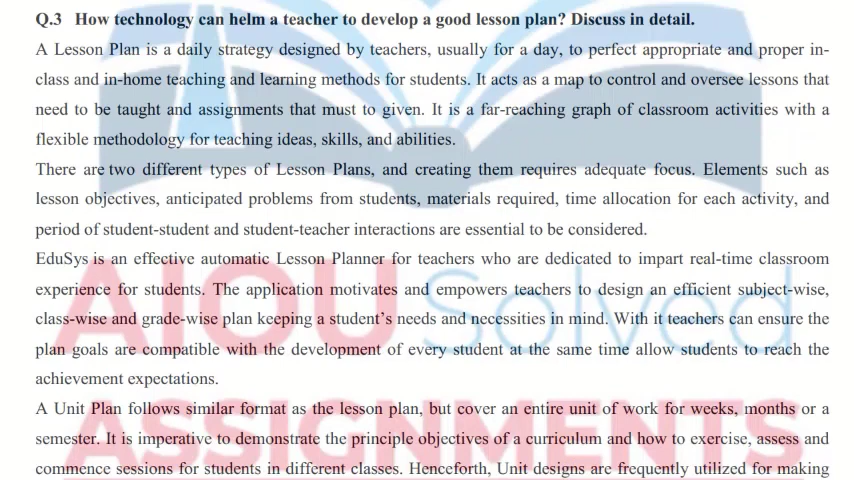 Q.3 How technology can helm a teacher to develop a good lesson plan? Discuss in detail.
A Lesson Plan is a daily strategy designed by teachers, usually for a day, to perfect appropriate and proper in-
class and in-home teaching and learning methods for students. It acts as a map to control and oversee lessons that
need to be taught and assignments that must to given. It is a far-reaching graph of classroom activities with a
flexible methodology for teaching ideas, skills, and abilities.
There are two different types of Lesson Plans, and creating them requires adequate focus. Elements such as
lesson objectives, anticipated problems from students, materials required, time allocation for each activity, and
period of student-student and student-teacher interactions are essential to be considered.
EduSys is an effective automatic Lesson Planner for teachers who are dedicated to impart real-time classroom
experience for students. The application motivates and empowers teachers to design an efficient subject-wise,
class-wise and grade-wise plan keeping a student's needs and necessities in mind. With it teachers can ensure the
plan goals are compatible with the development of every student at the same time allow students to reach the
achievement expectations.
A Unit Plan follows similar format as the lesson plan, but cover an entire unit of work for weeks, months or a
semester. It is imperative to demonstrate the principle objectives of a curriculum and how to exercise, assess and
commence sessions for students in different classes. Henceforth, Unit designs are frequently utilized for making
AIOU Solved
ASSIGNMENTS